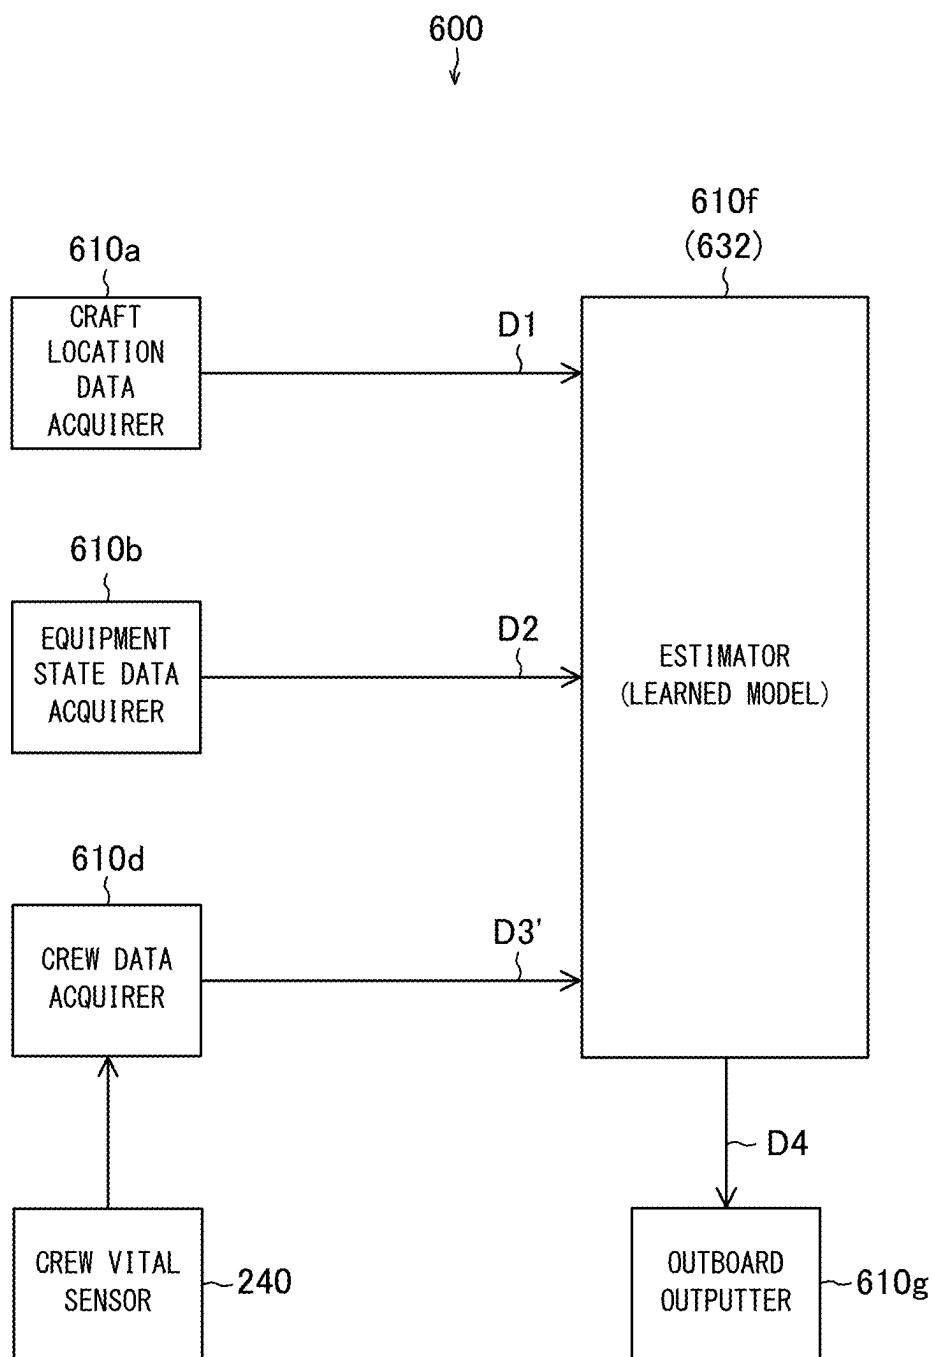 600
610f
(632)
610a
CRAFT
LOCATION
DATA
ACQUIRER
D1
610b
EQUIPMENT
STATE DATA
ACQUIRER
D2
ESTIMATOR
(LEARNED MODEL)
610d
CREW DATA
ACQUIRER
D3'
D4
CREW VITAL
SENSOR
240
OUTBOARD
OUTPUTTER
610g